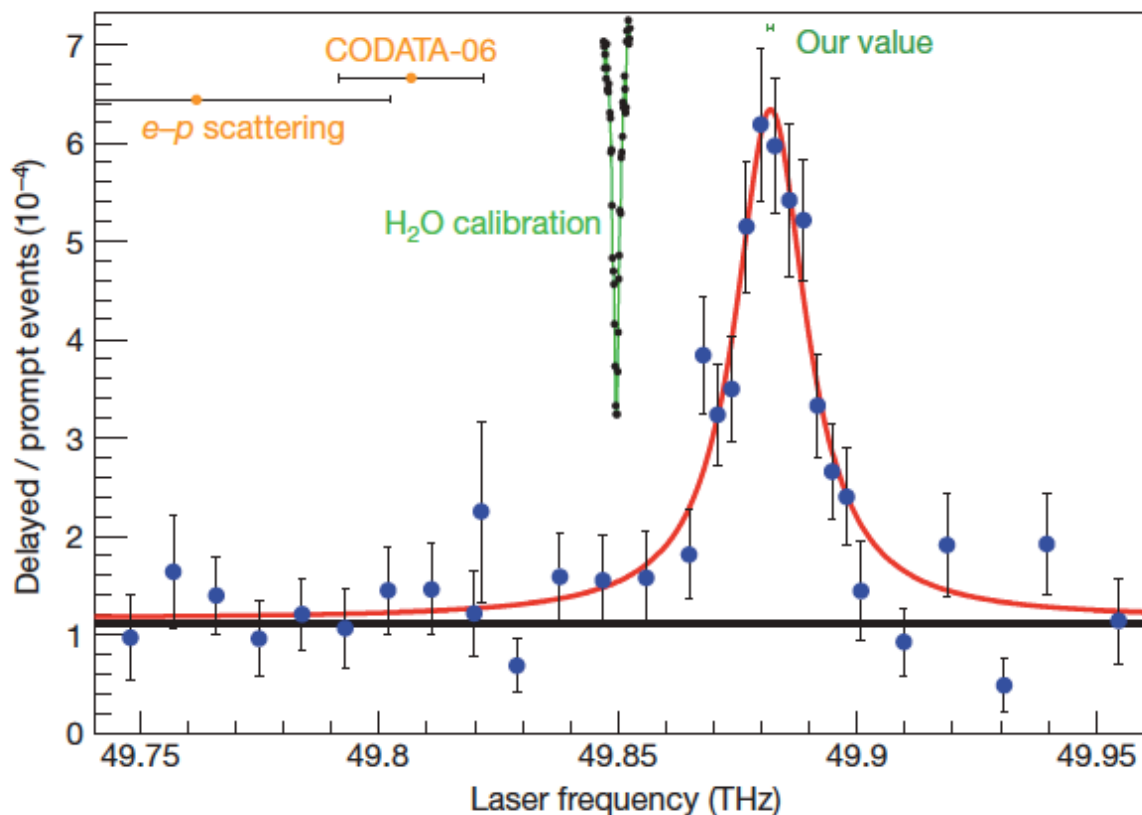 7
6
5
4
3
2
1
0
Delayed / prompt events (10⁻⁴)
CODATA-06
e–p scattering
H₂O calibration
Our value
49.75
49.8
49.85
49.9
49.95
Laser frequency (THz)